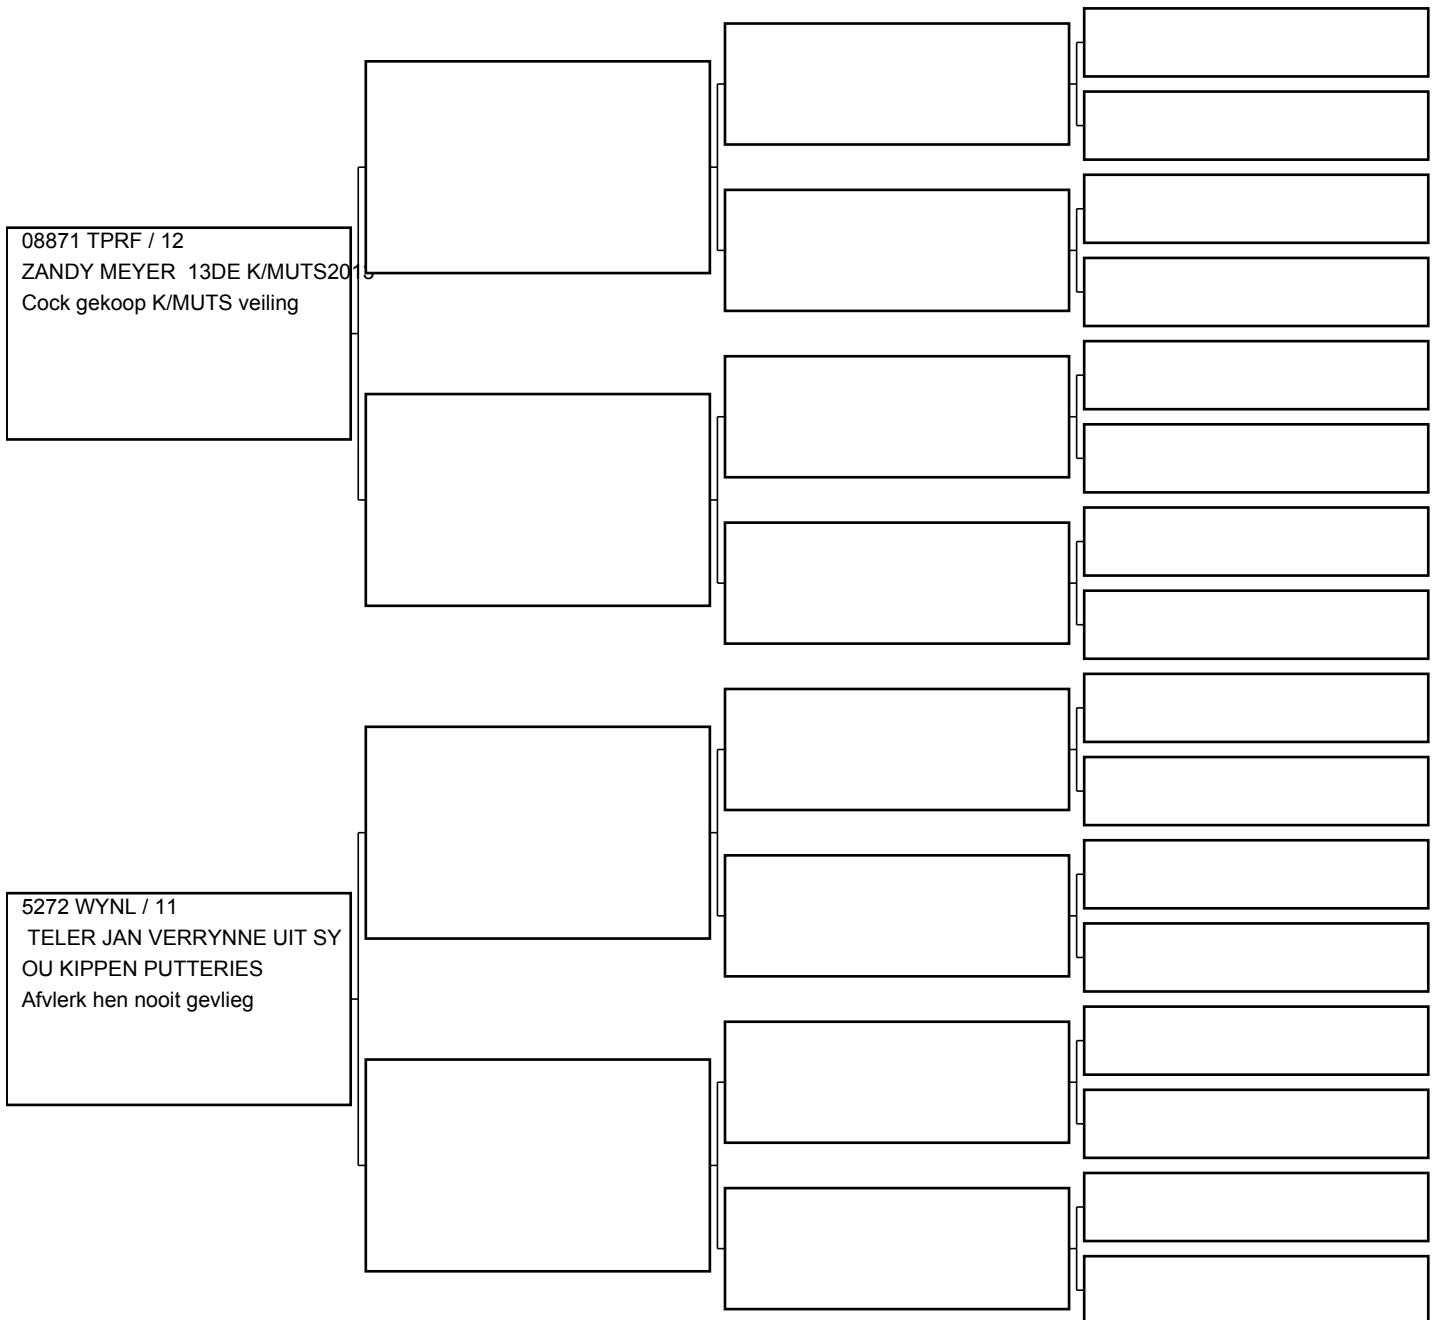 08871 TPRF / 12
ZANDY MEYER  13DE K/MUTS2013
Cock gekoop K/MUTS veiling
5272 WYNL / 11
TELER JAN VERRYNNE UIT SY
OU KIPPEN PUTTERIES
Afvlerk hen nooit gevlieg